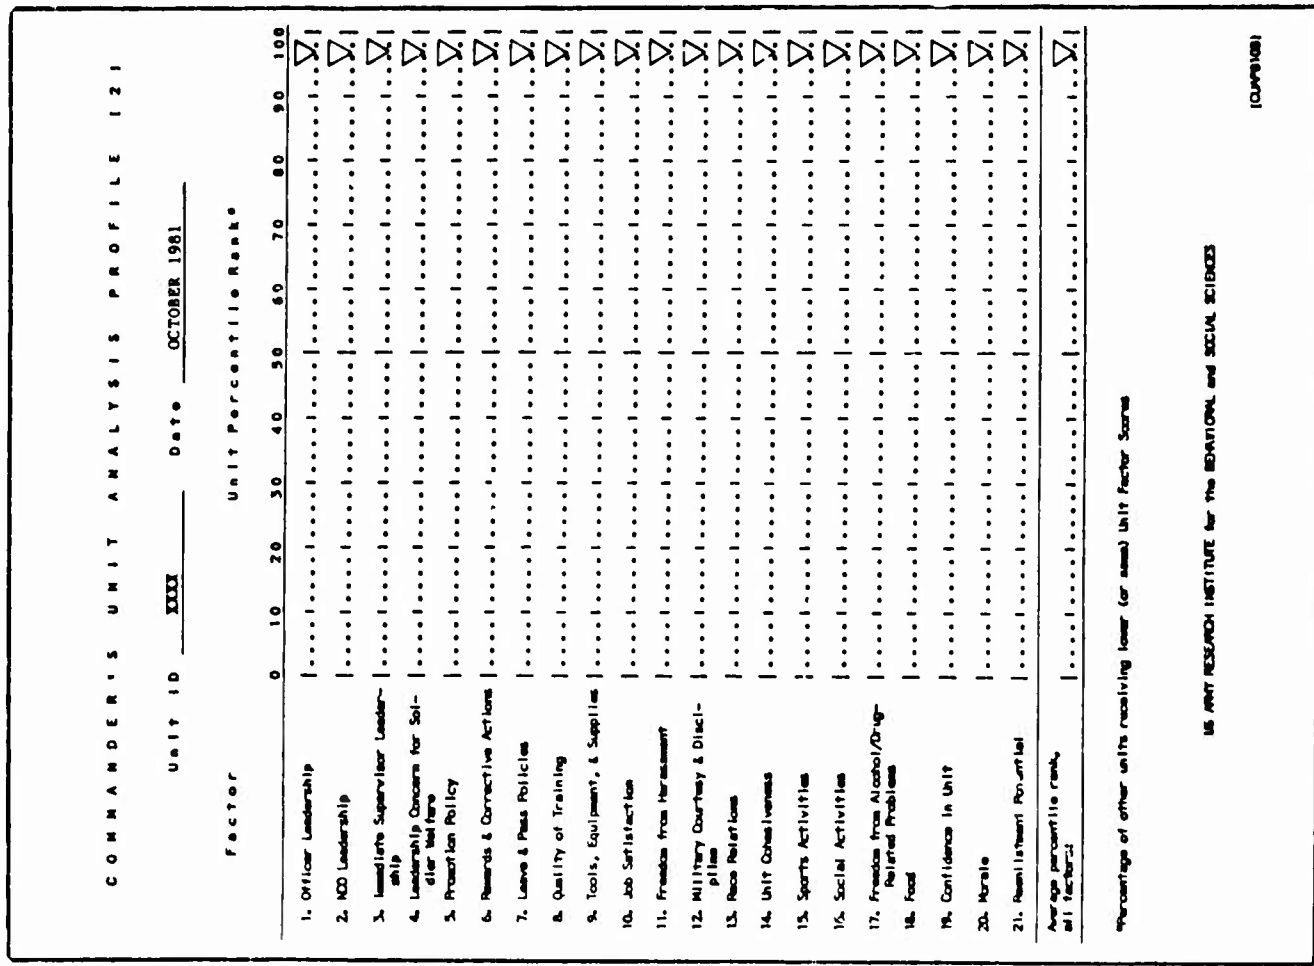 COMMANDER'S UNIT ANALYSIS PROFILE [2]
Unit ID XXXX Date OCTOBER 1981
Factor Unit Percentile Rank*
0 10 20 30 40 50 60 70 80 90 100
1. Officer Leadership
2. NCO Leadership
3. Immediate Supervisor Leader-
ship
4. Leadership Concern for Sol-
dier Welfare
5. Promotion Policy
6. Rewards & Corrective Actions
7. Leave & Pass Policies
8. Quality of Training
9. Tools, Equipment, & Supplies
10. Job Satisfaction
11. Freedom from Harassment
12. Military Courtesy & Disci-
pline
13. Race Relations
14. Unit Cohesiveness
15. Sports Activities
16. Social Activities
17. Freedom from Alcohol/Drug-
Related Problems
18. Food
19. Confidence in Unit
20. Morale
21. Reenlistment Potential
Average percentile rank,
all factors:
*Percentage of other units receiving lower (or same) Unit Factor Scores
US ARMY RESEARCH INSTITUTE for the BEHAVIORAL and SOCIAL SCIENCES
[CUAP8108]